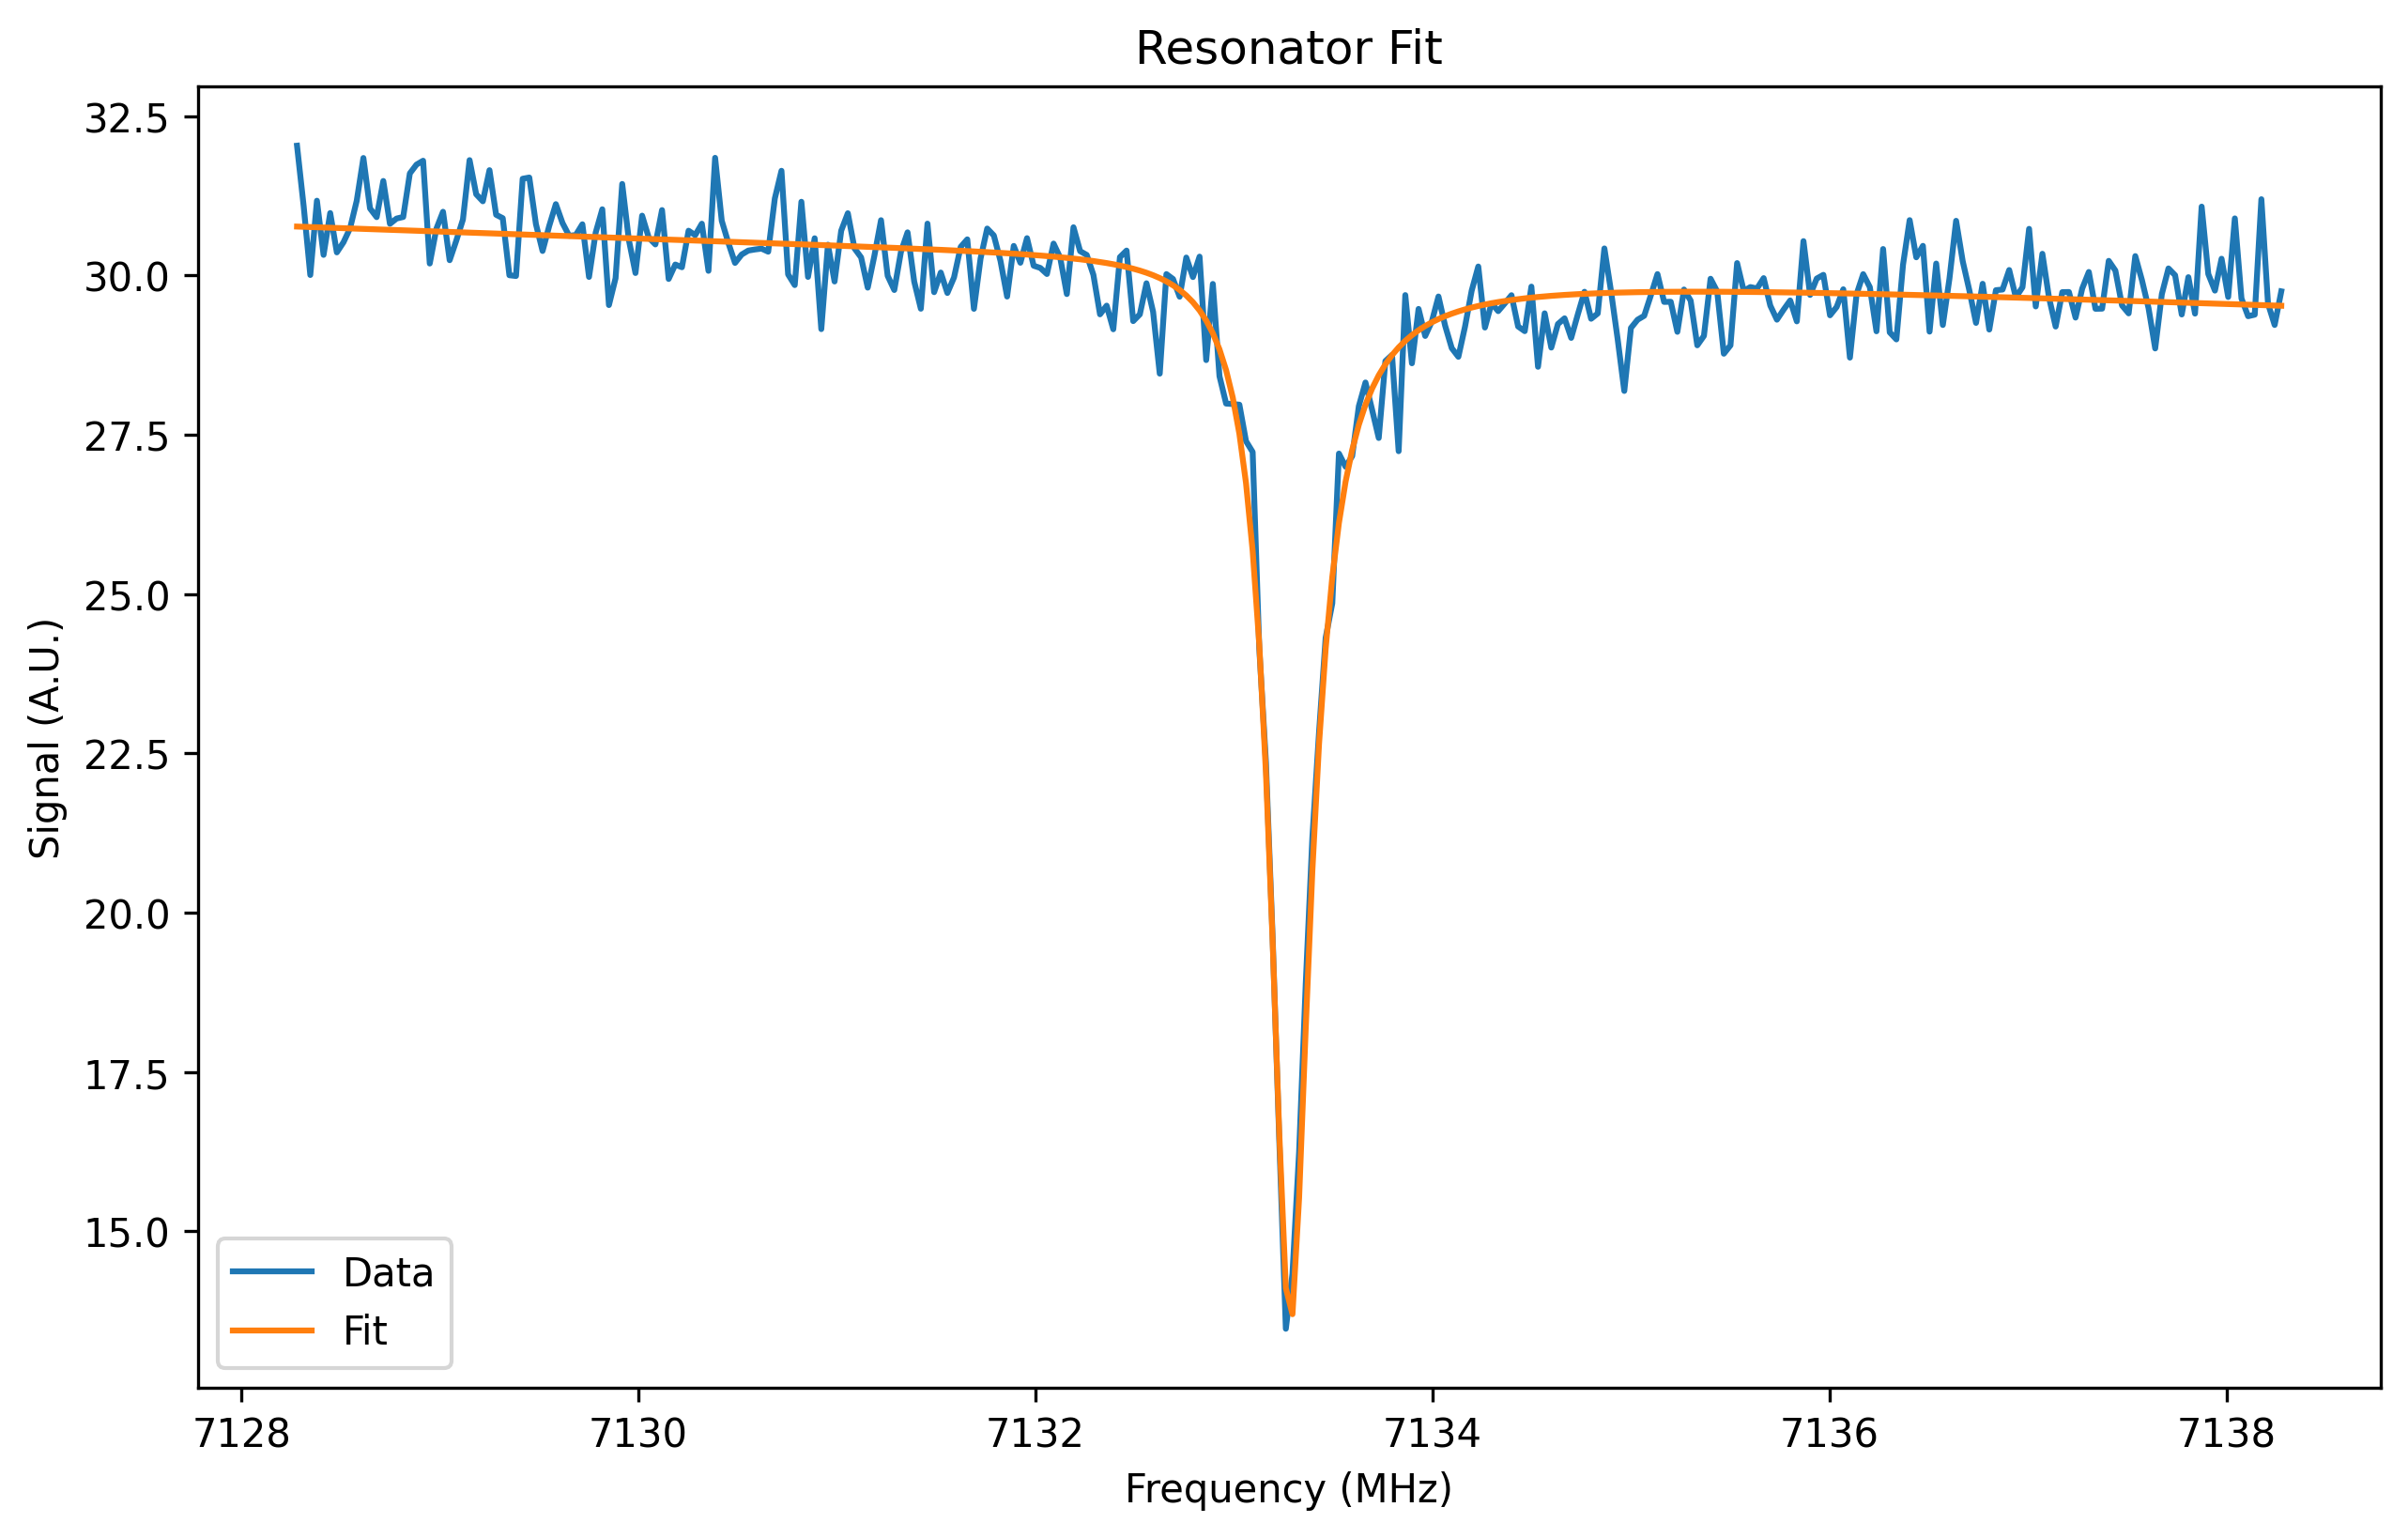 Resonator Fit
32.5
30.0
27.5
25.0
22.5
20.0
17.5
15.0
Signal (A.U.)
Data
Fit
7128
7130
7132
7134
7136
7138
Frequency (MHz)